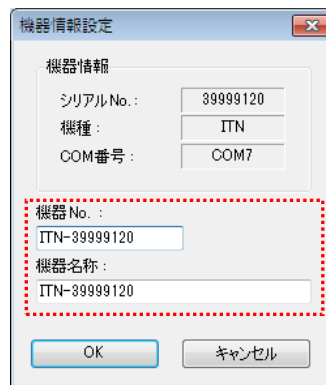 機器情報設定
機器情報
シリアルNo.: 39999120
機種: ITN
COM番号: COM7
機器No. :
ITN-39999120
機器名称:
ITN-39999120
OK キャンセル